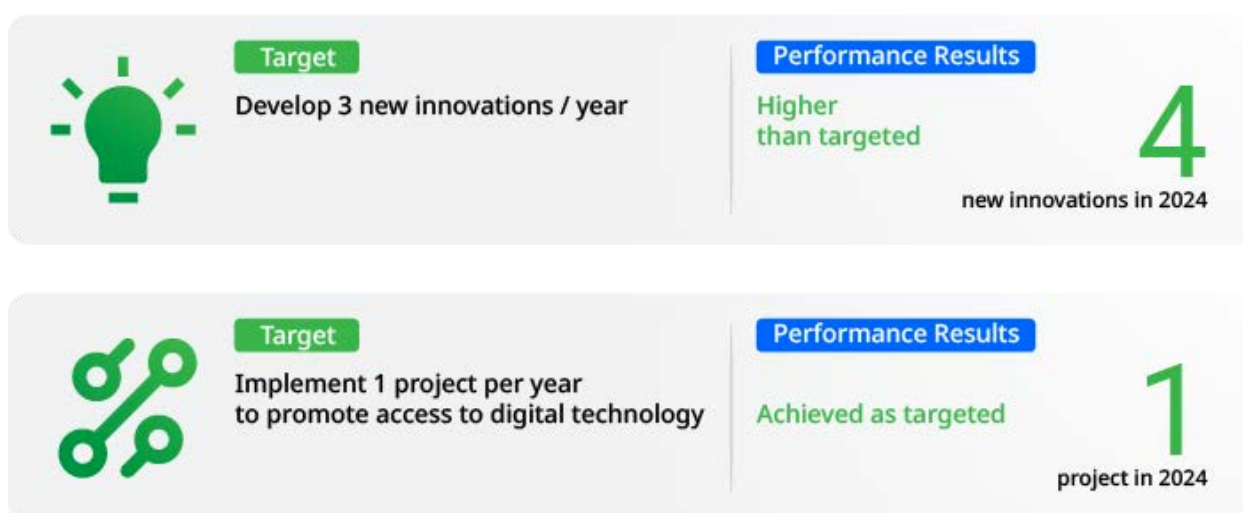 Target
Develop 3 new innovations / year
Performance Results
Higher
than targeted
4
new innovations in 2024
Target
Implement 1 project per year
to promote access to digital technology
Performance Results
Achieved as targeted
1
project in 2024